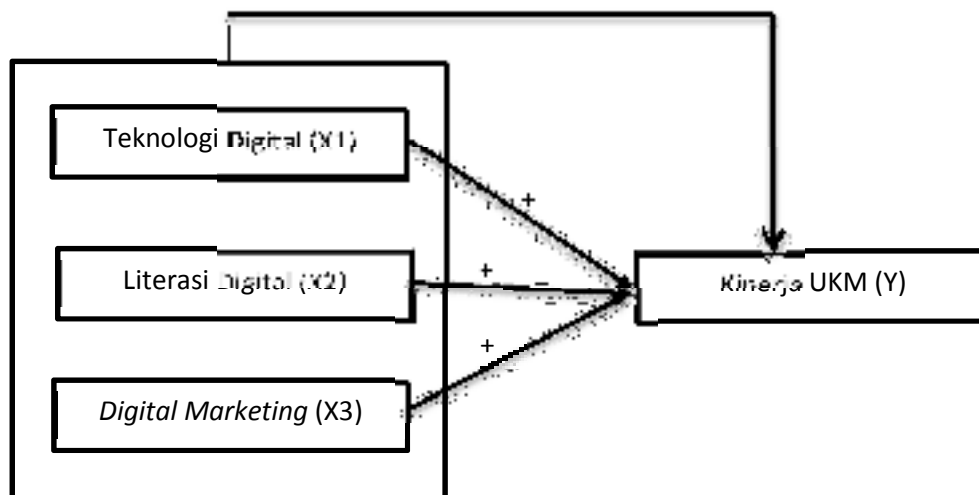 Teknologi Digital (X1)
+
Literasi Digital (X2)
+
Kinerja UKM (Y)
+
Digital Marketing (X3)